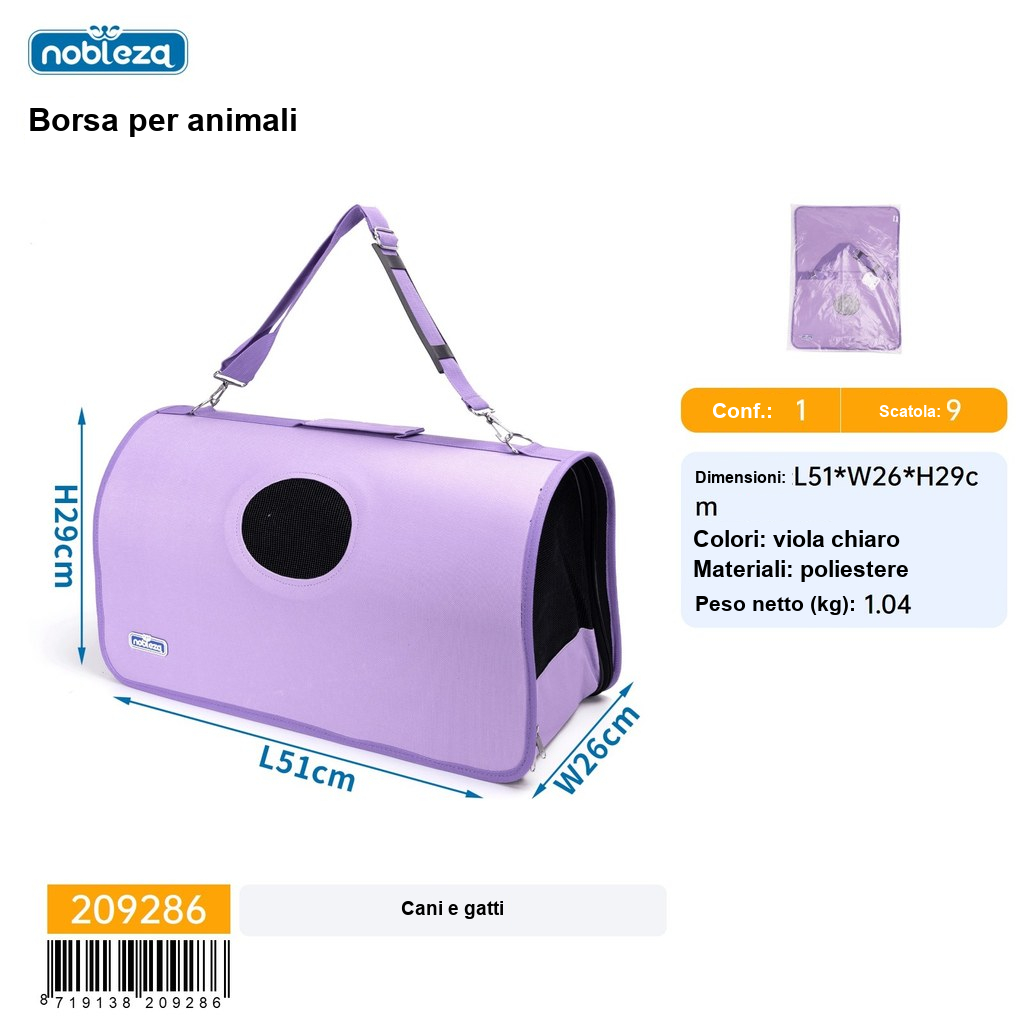 nobleza
Borsa per animali
Conf.: 1
Scatola: 9
Dimensioni: L51*W26*H29c
m
Colori: viola chiaro
Materiali: poliestere
Peso netto (kg): 1.04
H29cm
nobleza
L51cm
W26cm
209286
Cani e gatti
8 719138 209286